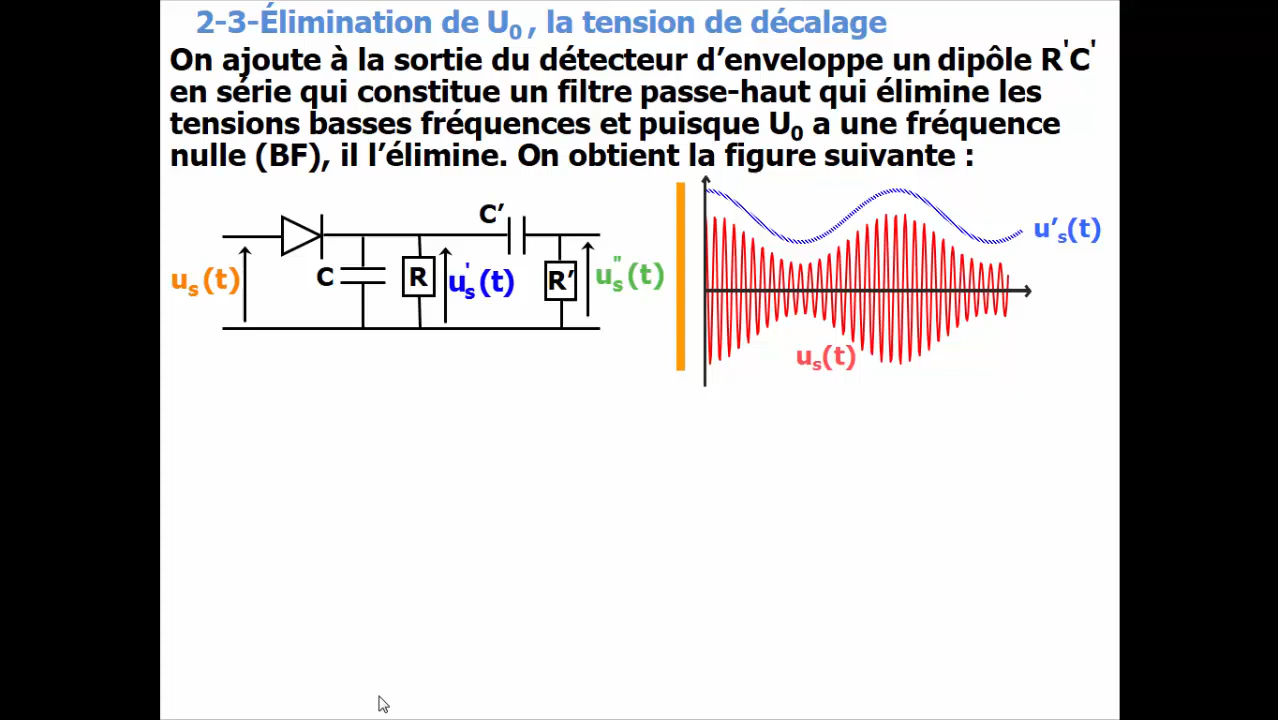 2-3-Élimination de U₀ , la tension de décalage
On ajoute à la sortie du détecteur d’enveloppe un dipôle R'C'
en série qui constitue un filtre passe-haut qui élimine les
tensions basses fréquences et puisque U₀ a une fréquence
nulle (BF), il l’élimine. On obtient la figure suivante :
C’
uₛ(t)
C
R
uₛ'(t)
R’
uₛ"(t)
u’ₛ(t)
uₛ(t)